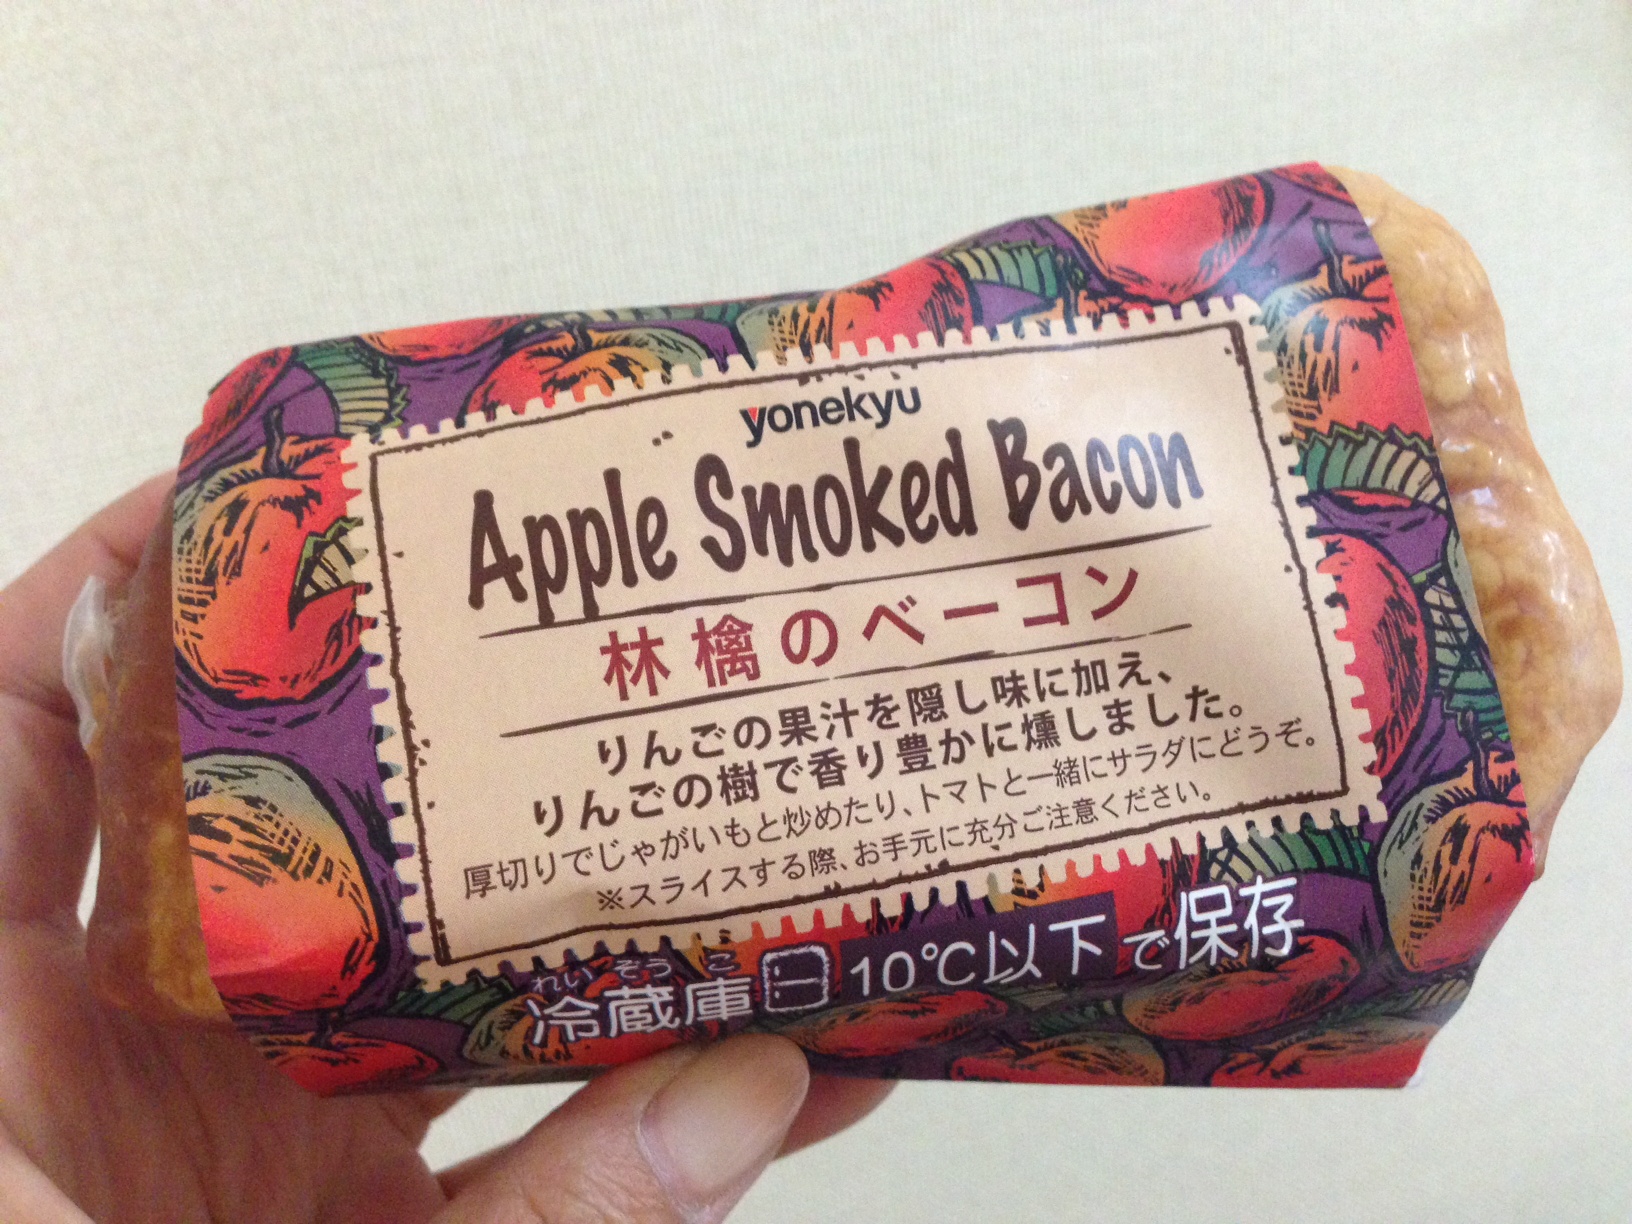 yonekyu
Apple Smoked Bacon
林檎のベーコン
りんごの果汁を隠し味に加え、
りんごの樹で香り豊かに燻しました。
厚切りでじゃがいもと炒めたり、トマトと一緒にサラダにどうぞ。
※スライスする際、お手元に充分ご注意ください。
れいぞうこ
冷蔵庫 10℃以下で保存